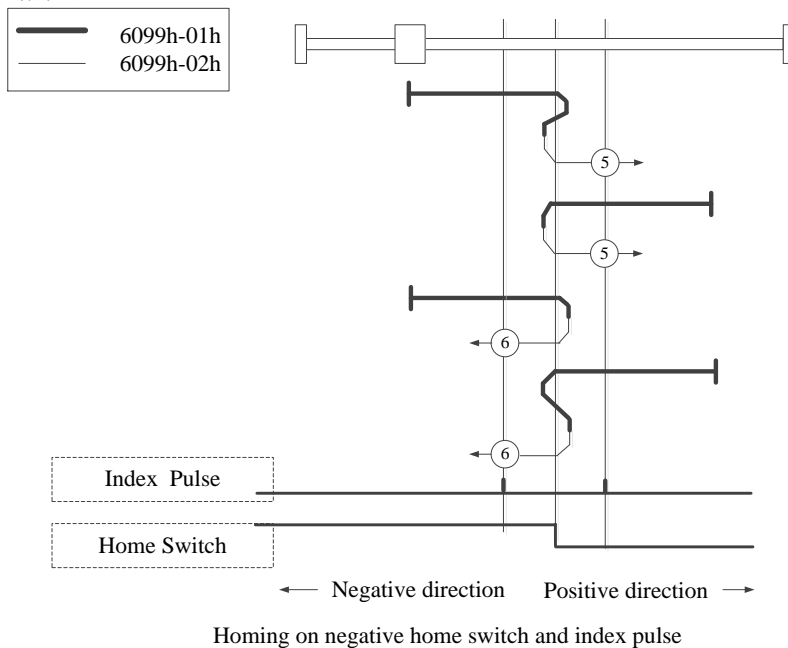 6099h-01h
6099h-02h
5
5
6
6
Index Pulse
Home Switch
Negative direction Positive direction
Homing on negative home switch and index pulse